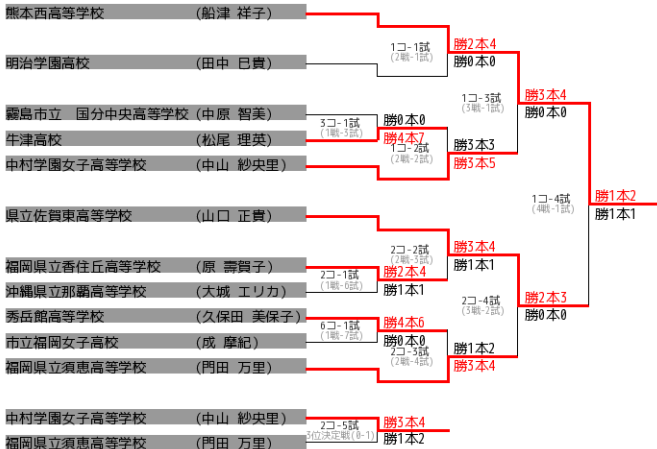 熊本西高等学校 (船津 祥子)
1コ-1試 勝2本4
(2戦-1試) 勝0本0
明治学園高校 (田中 巳貴)
1コ-3試 勝3本4
(3戦-1試) 勝0本0
霧島市立 国分中央高等学校 (中原 智美)
3コ-1試 勝0本0
(1戦-3試) 勝4本7
牛津高校 (松尾 理英)
1コ-2試 勝3本3
(2戦-2試) 勝3本5
中村学園女子高等学校 (中山 紗央里)
1コ-4試 勝1本2
(4戦-1試) 勝1本1
県立佐賀東高等学校 (山口 正貴)
2コ-2試 勝3本4
(2戦-3試) 勝1本1
福岡県立香住丘高等学校 (原 壽賀子)
2コ-1試 勝2本4
(1戦-6試) 勝1本1
沖縄県立那覇高等学校 (大城 エリカ)
2コ-4試 勝2本3
(3戦-2試) 勝0本0
秀岳館高等学校 (久保田 美保子)
6コ-1試 勝4本6
(1戦-7試) 勝0本0
市立福岡女子高校 (成 摩紀)
2コ-3試 勝1本2
(2戦-4試) 勝3本4
福岡県立須恵高等学校 (門田 万里)
中村学園女子高等学校 (中山 紗央里)
2コ-5試 勝3本4
3位決定戦(0-1) 勝1本2
福岡県立須恵高等学校 (門田 万里)